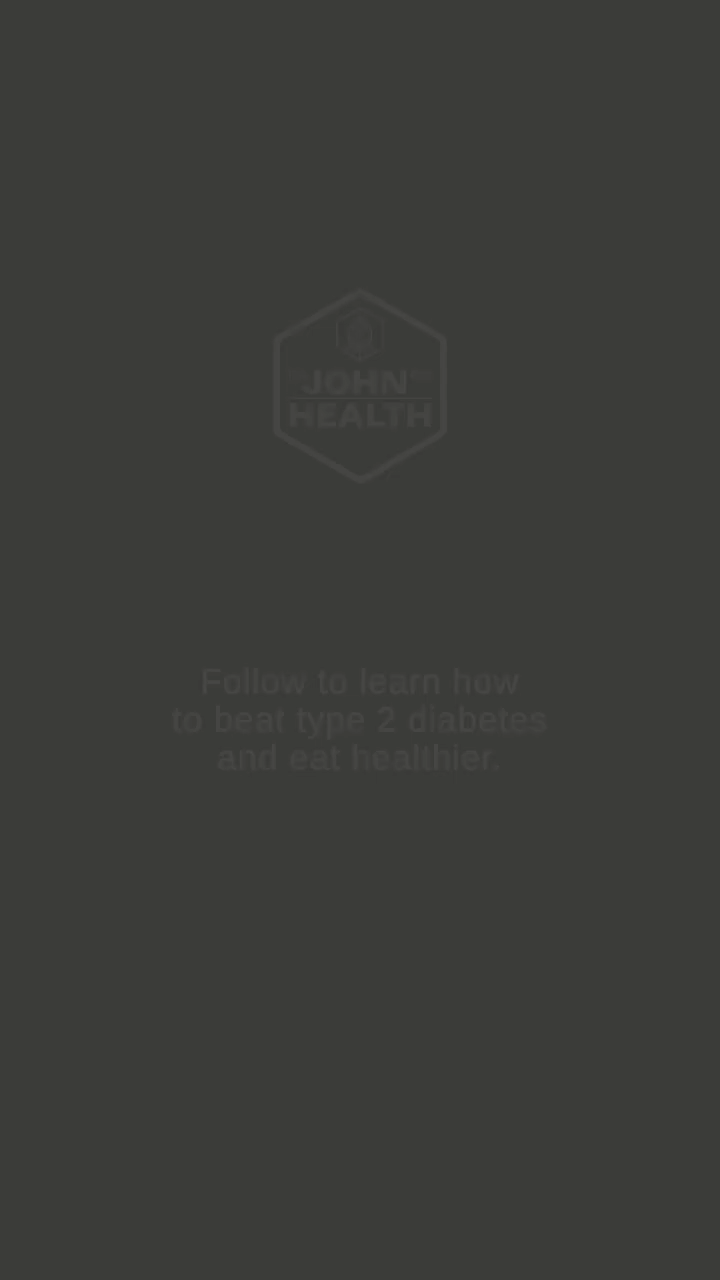 JOHN
HEALTH
Follow to learn how
to beat type 2 diabetes
and eat healthier.